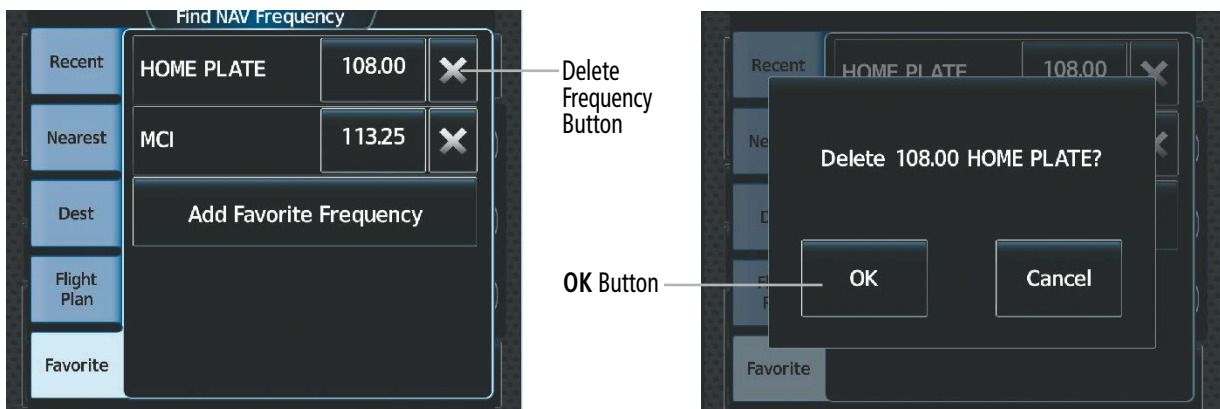 Find NAV Frequency
Recent
HOME PLATE 108.00
Nearest
MCI 113.25
Dest
Add Favorite Frequency
Flight
Plan
Favorite
Delete
Frequency
Button
OK Button
Recent
HOME PLATE 108.00
Delete 108.00 HOME PLATE?
OK Cancel
Favorite